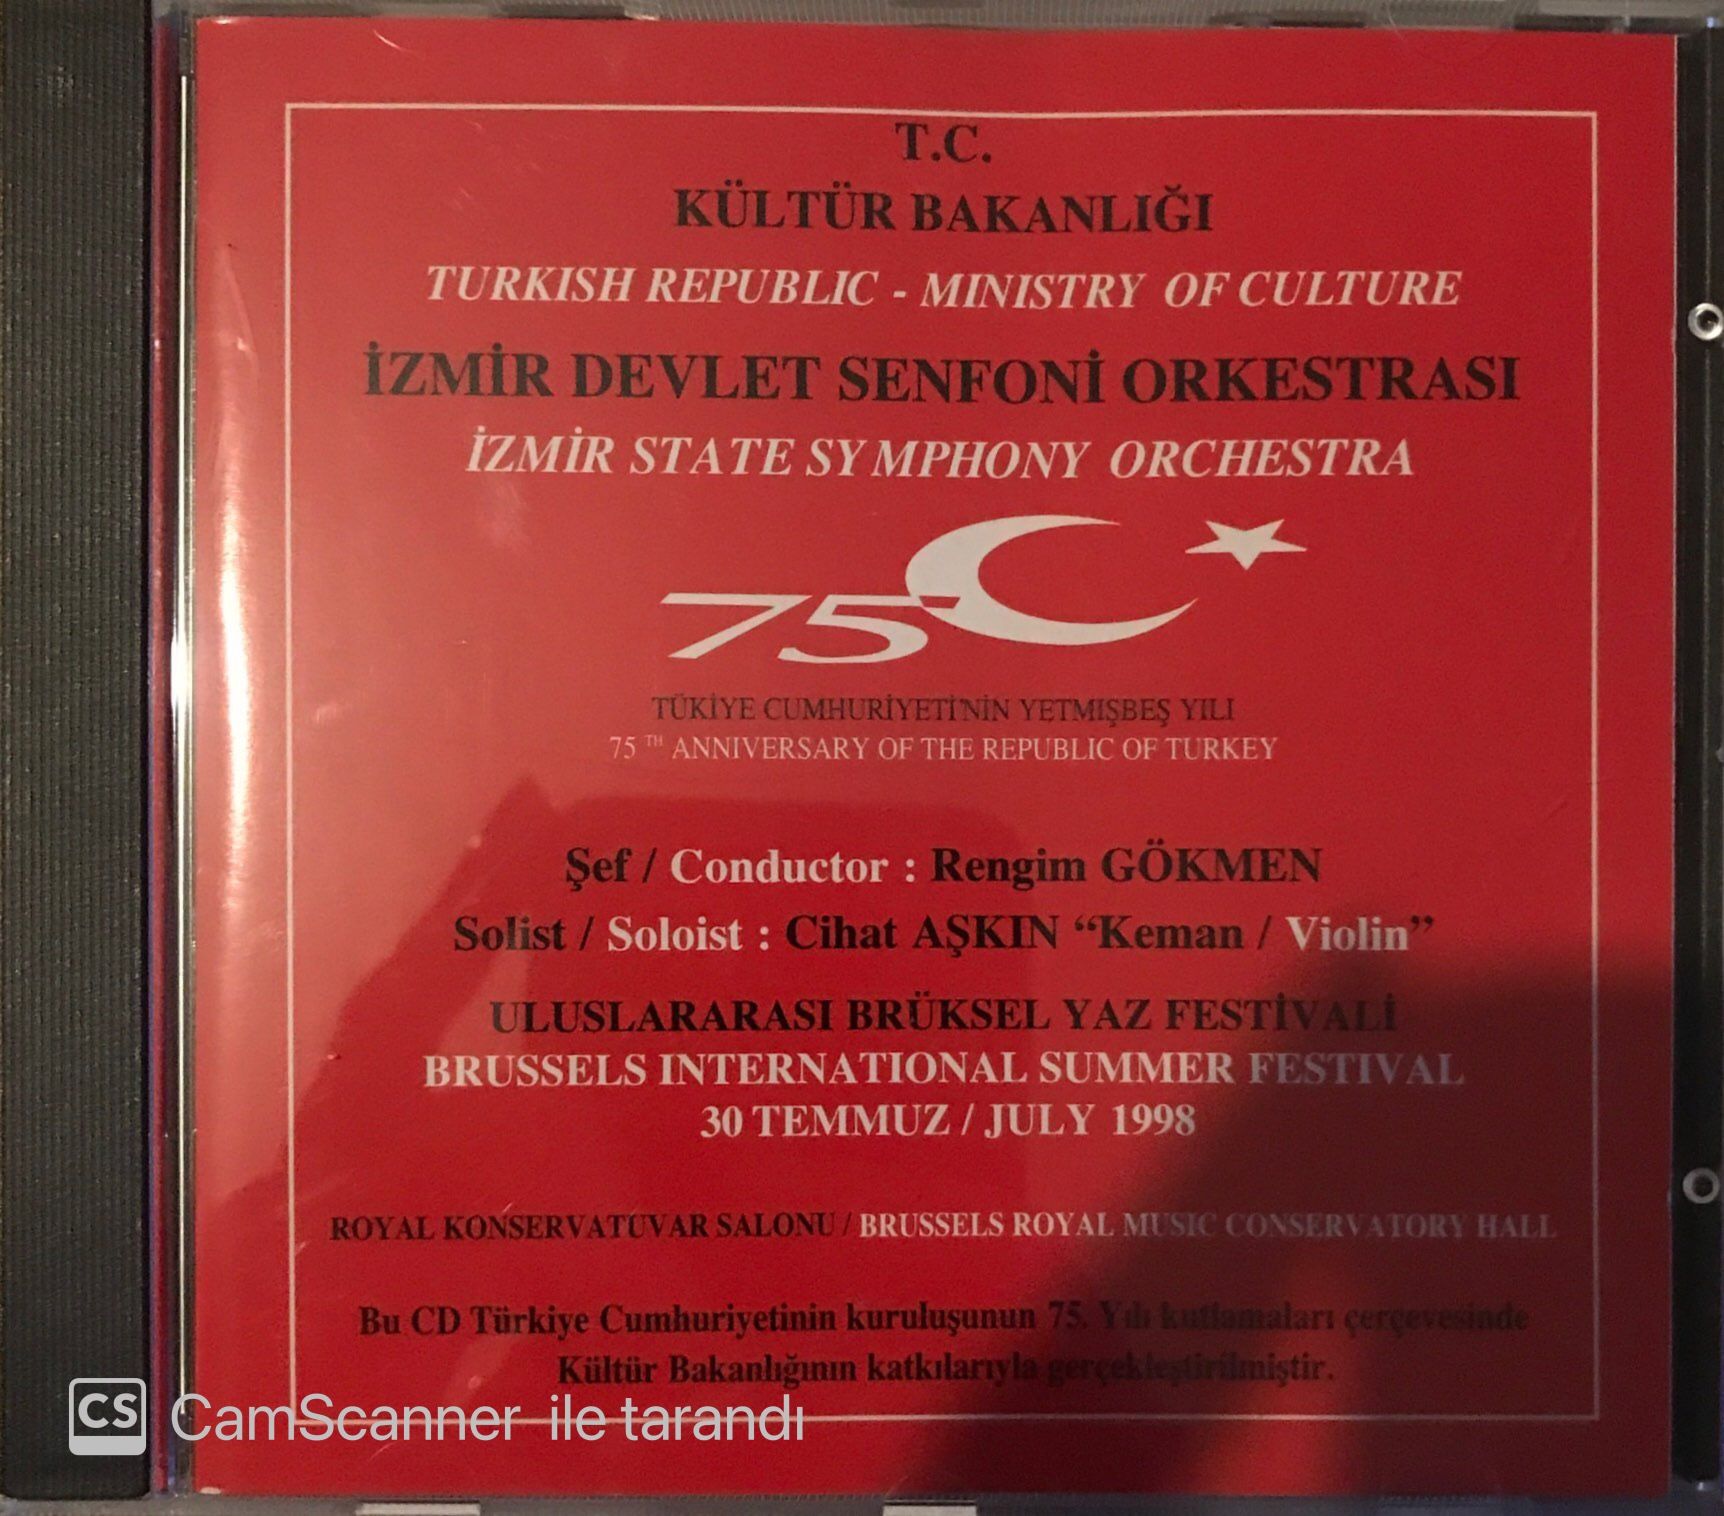 T.C.
KÜLTÜR BAKANLIĞI
TURKISH REPUBLIC - MINISTRY OF CULTURE
İZMİR DEVLET SENFONİ ORKESTRASI
İZMİR STATE SYMPHONY ORCHESTRA
75
TÜKİYE CUMHURİYETİ'NİN YETMIŞBEŞ YILI
75 TH ANNIVERSARY OF THE REPUBLIC OF TURKEY
Şef / Conductor : Rengim GÖKMEN
Solist / Soloist : Cihat AŞKIN “Keman / Violin”
ULUSLARARASI BRÜKSEL YAZ FESTİVALİ
BRUSSELS INTERNATIONAL SUMMER FESTIVAL
30 TEMMUZ / JULY 1998
ROYAL KONSERVATUVAR SALONU / BRUSSELS ROYAL MUSIC CONSERVATORY HALL
Bu CD Türkiye Cumhuriyetinin kuruluşunun 75. Yılı kutlamaları çerçevesinde
Kültür Bakanlığının katkılarıyla gerçekleştirilmiştir.
CS CamScanner ile tarandı